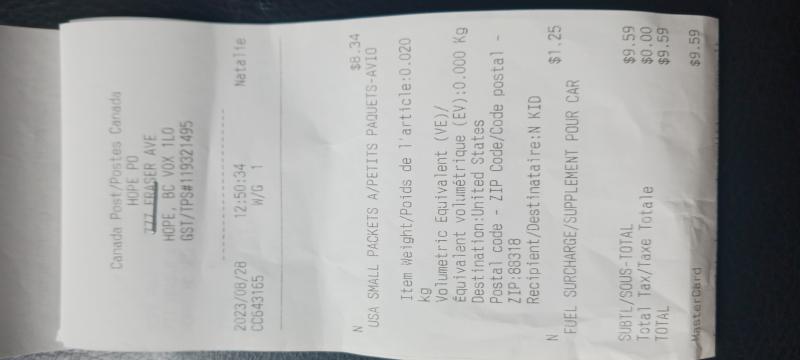 Canada Post/Postes Canada
HOPE PO
777 FRASER AVE
HOPE, BC V0X 1L0
GST/TPS#119321495
2023/08/28 12:50:34 Natalie
CC643165 W/G 1
N $8.34
USA SMALL PACKETS A/PETITS PAQUETS-AVIO
Item Weight/Poids de l'article:0.020
Kg
Volumetric Equivalent (VE)/
Équivalent volumétrique (EV):0.000 Kg
Destination:United States
Postal code - ZIP Code/Code postal -
ZIP:88318
Recipient/Destinataire:N KID
N $1.25
FUEL SURCHARGE/SUPPLÉMENT POUR CAR
SUBTL/SOUS-TOTAL $9.59
Total Tax/Taxe Totale $0.00
TOTAL $9.59
MasterCard $9.59